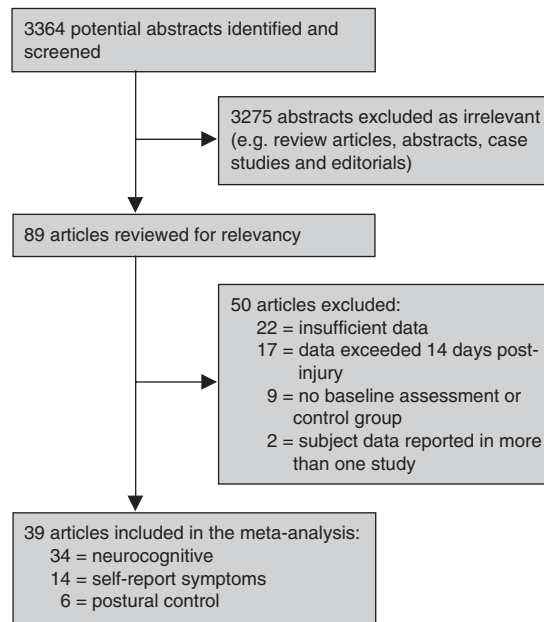 3364 potential abstracts identified and
screened
3275 abstracts excluded as irrelevant
(e.g. review articles, abstracts, case
studies and editorials)
89 articles reviewed for relevancy
50 articles excluded:
22 = insufficient data
17 = data exceeded 14 days post-
injury
9 = no baseline assessment or
control group
2 = subject data reported in more
than one study
39 articles included in the meta-analysis:
34 = neurocognitive
14 = self-report symptoms
6 = postural control